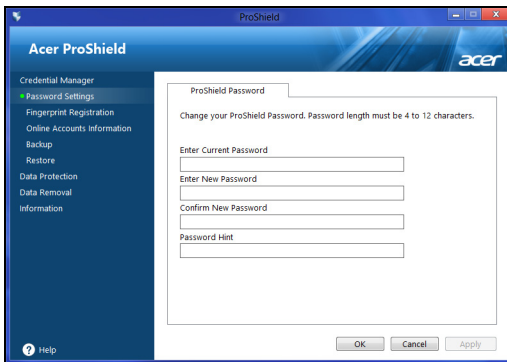 ProShield
Acer ProShield
acer
Credential Manager
Password Settings
Fingerprint Registration
Online Accounts Information
Backup
Restore
Data Protection
Data Removal
Information
ProShield Password
Change your ProShield Password. Password length must be 4 to 12 characters.
Enter Current Password
Enter New Password
Confirm New Password
Password Hint
? Help
OK
Cancel
Apply